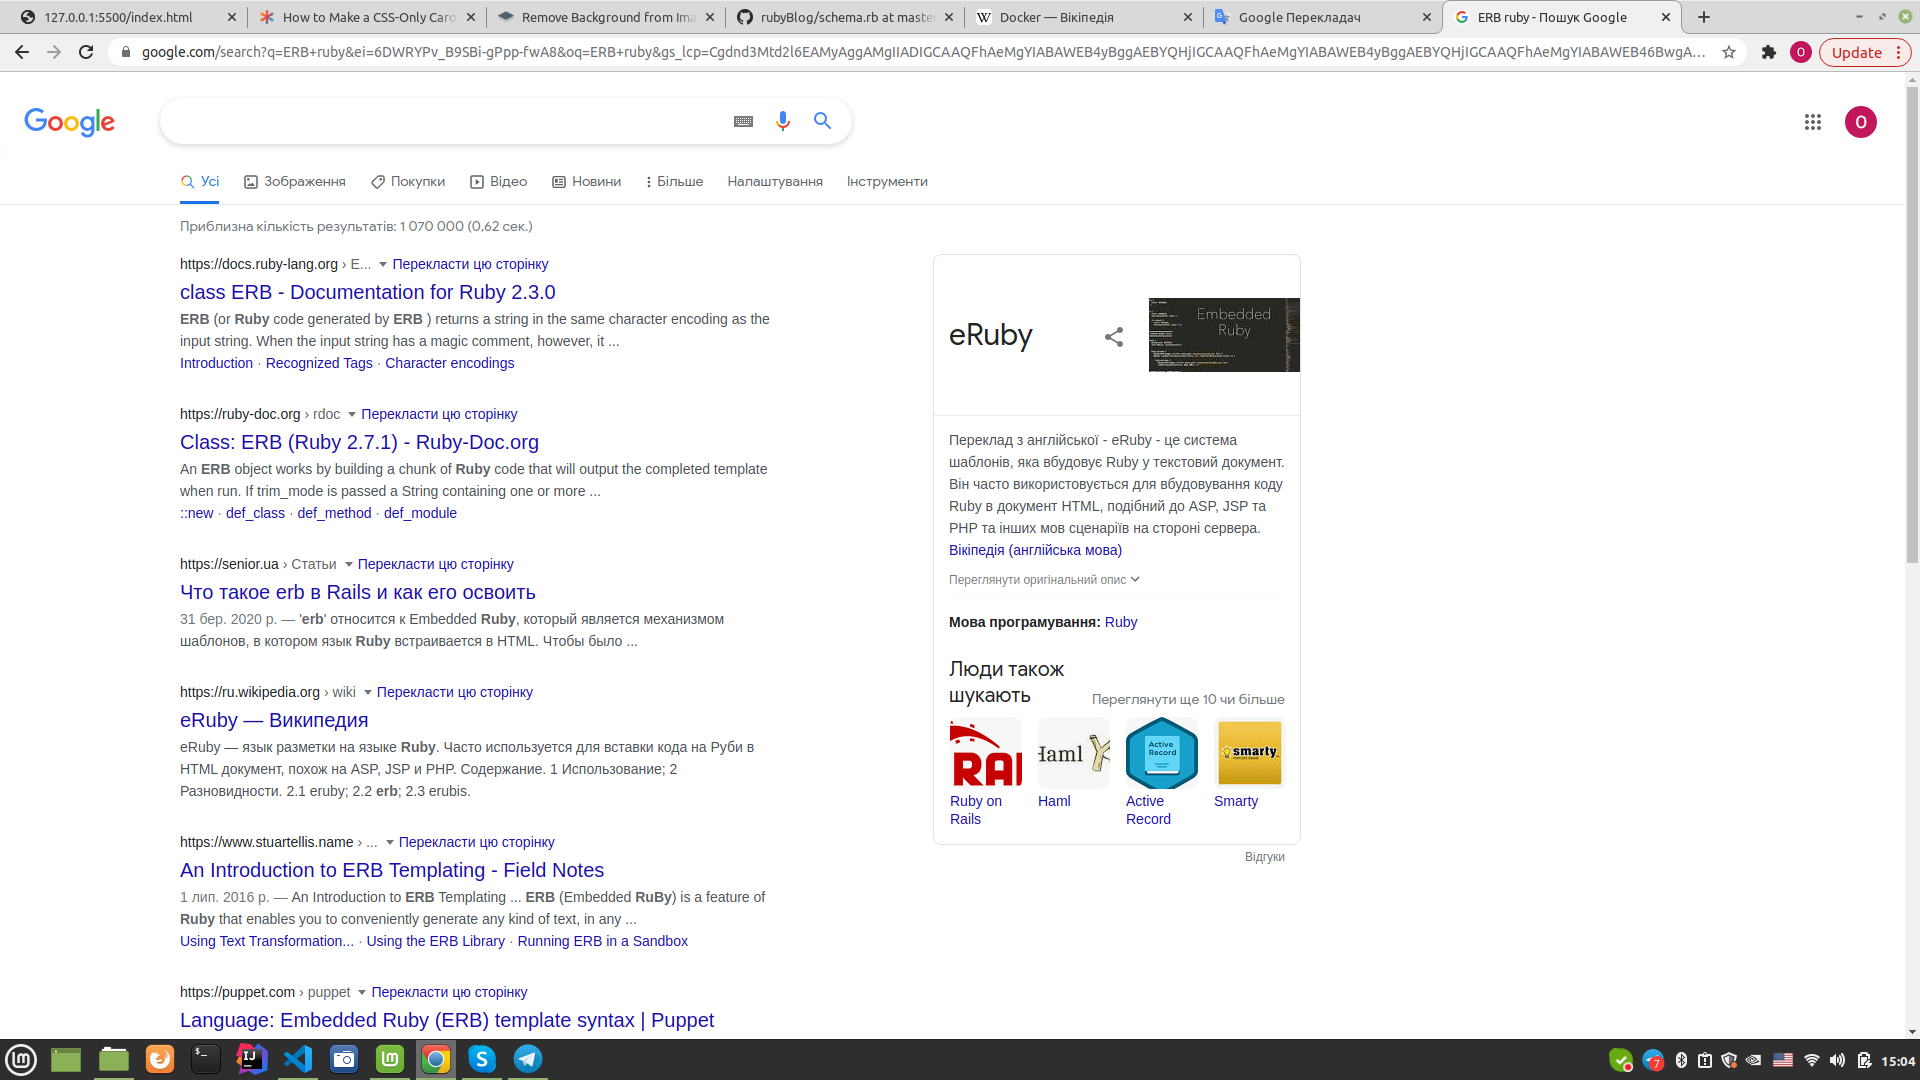 127.0.0.1:5500/index.html
How to Make a CSS-Only Caro
Remove Background from Ima
rubyBlog/schema.rb at master
Docker — Вікіпедія
Google Перекладач
ERB ruby - Пошук Google
google.com/search?q=ERB+ruby&ei=6DWRYPv_B9SBi-gPpp-fwA8&oq=ERB+ruby&gs_lcp=Cgdnd3Mtd2l6EAMyAggAMgIIADIGCAAQFhAeMgYIABAWEB4yBggAEBYQHjIGCAAQFhAeMgYIABAWEB4yBggAEBYQHjIGCAAQFhAeMgYIABAWEB46BwgA...
O
Update
Google
O
Усі
Зображення
Покупки
Відео
Новини
Більше
Налаштування
Інструменти
Приблизна кількість результатів: 1 070 000 (0,62 сек.)
https://docs.ruby-lang.org › E... Перекласти цю сторінку
class ERB - Documentation for Ruby 2.3.0
ERB (or Ruby code generated by ERB ) returns a string in the same character encoding as the
input string. When the input string has a magic comment, however, it ...
Introduction · Recognized Tags · Character encodings
https://ruby-doc.org › rdoc Перекласти цю сторінку
Class: ERB (Ruby 2.7.1) - Ruby-Doc.org
An ERB object works by building a chunk of Ruby code that will output the completed template
when run. If trim_mode is passed a String containing one or more ...
::new · def_class · def_method · def_module
https://senior.ua › Статьи Перекласти цю сторінку
Что такое erb в Rails и как его освоить
31 бер. 2020 р. — 'erb' относится к Embedded Ruby, который является механизмом
шаблонов, в котором язык Ruby встраивается в HTML. Чтобы было ...
https://ru.wikipedia.org › wiki Перекласти цю сторінку
eRuby — Википедия
eRuby — язык разметки на языке Ruby. Часто используется для вставки кода на Руби в
HTML документ, похож на ASP, JSP и PHP. Содержание. 1 Использование; 2
Разновидности. 2.1 eruby; 2.2 erb; 2.3 erubis.
https://www.stuartellis.name › ... Перекласти цю сторінку
An Introduction to ERB Templating - Field Notes
1 лип. 2016 р. — An Introduction to ERB Templating ... ERB (Embedded RuBy) is a feature of
Ruby that enables you to conveniently generate any kind of text, in any ...
Using Text Transformation... · Using the ERB Library · Running ERB in a Sandbox
https://puppet.com › puppet Перекласти цю сторінку
Language: Embedded Ruby (ERB) template syntax | Puppet
eRuby
Embedded
Ruby
Переклад з англійської - eRuby - це система
шаблонів, яка вбудовує Ruby у текстовий документ.
Він часто використовується для вбудовування коду
Ruby в документ HTML, подібний до ASP, JSP та
PHP та інших мов сценаріїв на стороні сервера.
Вікіпедія (англійська мова)
Переглянути оригінальний опис
Мова програмування: Ruby
Люди також
шукають
Переглянути ще 10 чи більше
RAI
Haml
Active
Record
smarty
Ruby on
Rails
Haml
Active
Record
Smarty
Відгуки
7
15:04